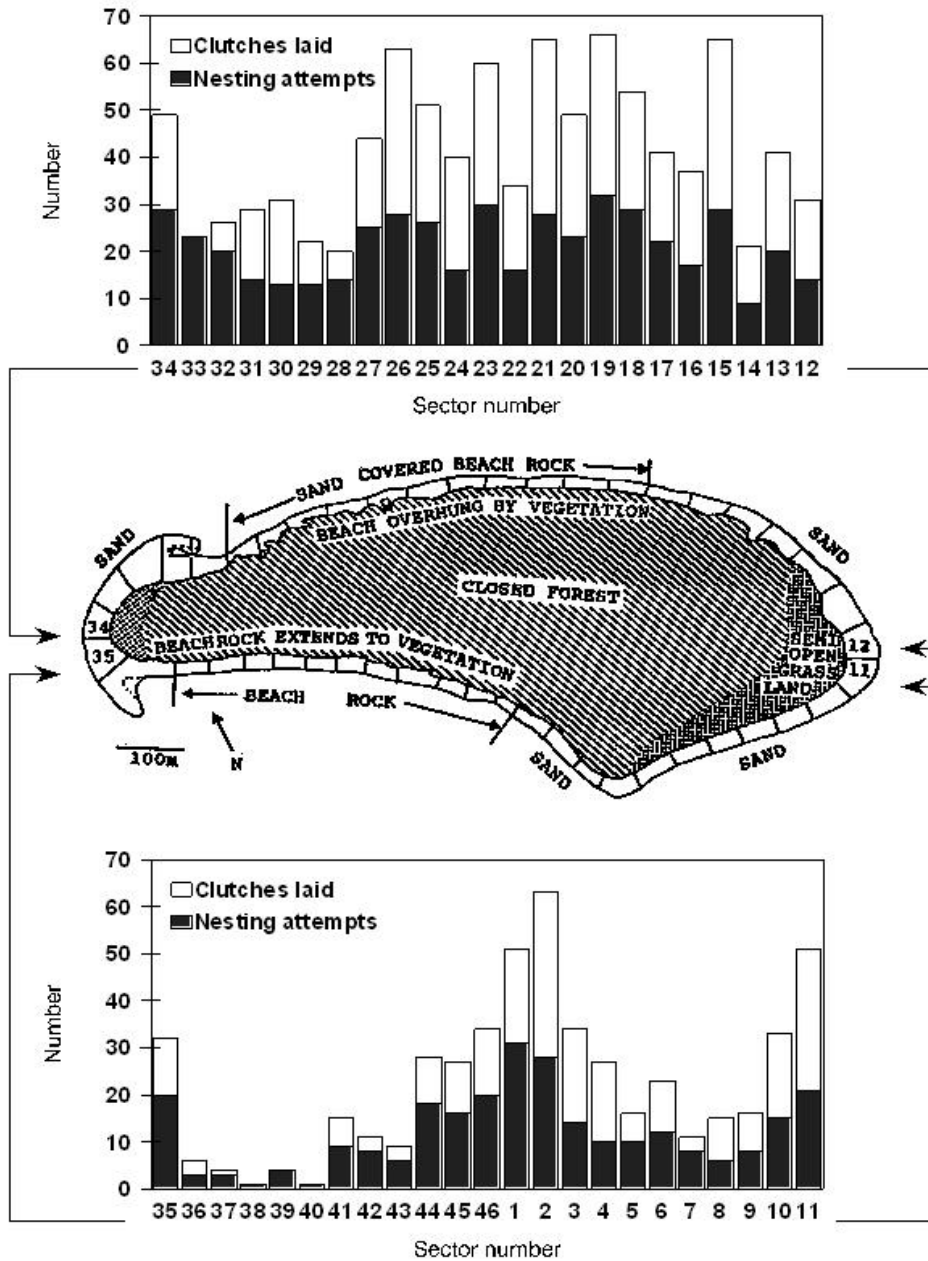 70
60
50
40
30
20
10
0
Number
Clutches laid
Nesting attempts
34 33 32 31 30 29 28 27 26 25 24 23 22 21 20 19 18 17 16 15 14 13 12
Sector number
SAND COVERED BEACH ROCK
BEACH OVERHUNG BY VEGETATION
SAND
SAND
CLOSED FOREST
34
35
BEACHROCK EXTENDS TO VEGETATION
SEMI
OPEN
GRASS
LAND
12
11
BEACH ROCK
100M
N
SAND
SAND
70
60
50
40
30
20
10
0
Number
Clutches laid
Nesting attempts
35 36 37 38 39 40 41 42 43 44 45 46 1 2 3 4 5 6 7 8 9 10 11
Sector number